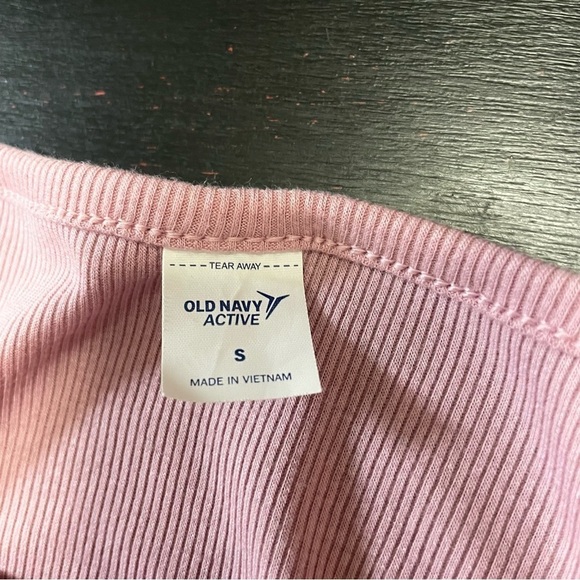 TEAR AWAY
OLD NAVY
ACTIVE
S
MADE IN VIETNAM